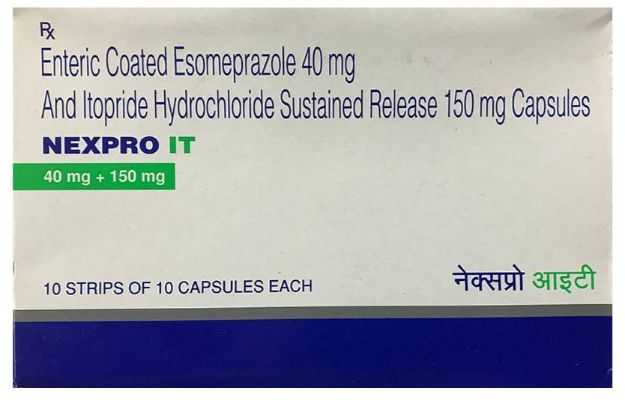 Rx
Enteric Coated Esomeprazole 40 mg
And Itopride Hydrochloride Sustained Release 150 mg Capsules
NEXPRO IT
40 mg + 150 mg
10 STRIPS OF 10 CAPSULES EACH
नेक्सप्रो आइटी